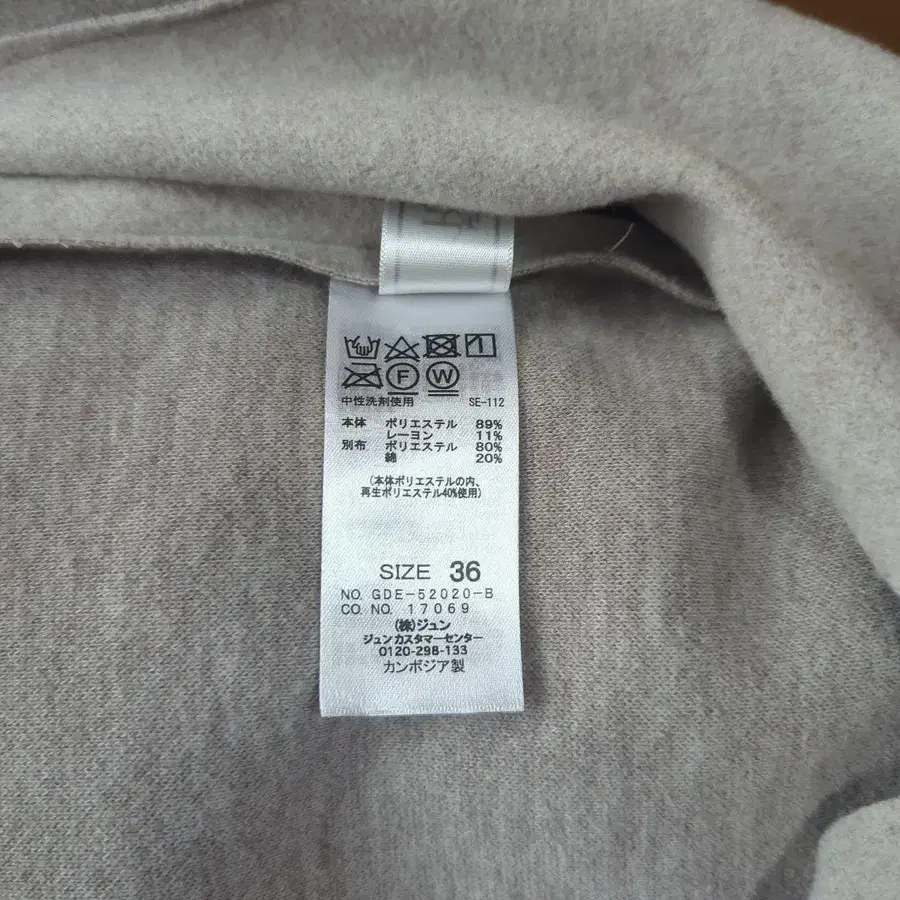 F W
中性洗剤使用 SE-112
本体 ポリエステル 89%
レーヨン 11%
別布 ポリエステル 80%
綿 20%
(本体ポリエステルの内、
再生ポリエステル40%使用)
SIZE 36
NO. GDE-52020-B
CO. NO. 17069
(株)ジュン
ジュンカスタマーセンター
0120-298-133
カンボジア製